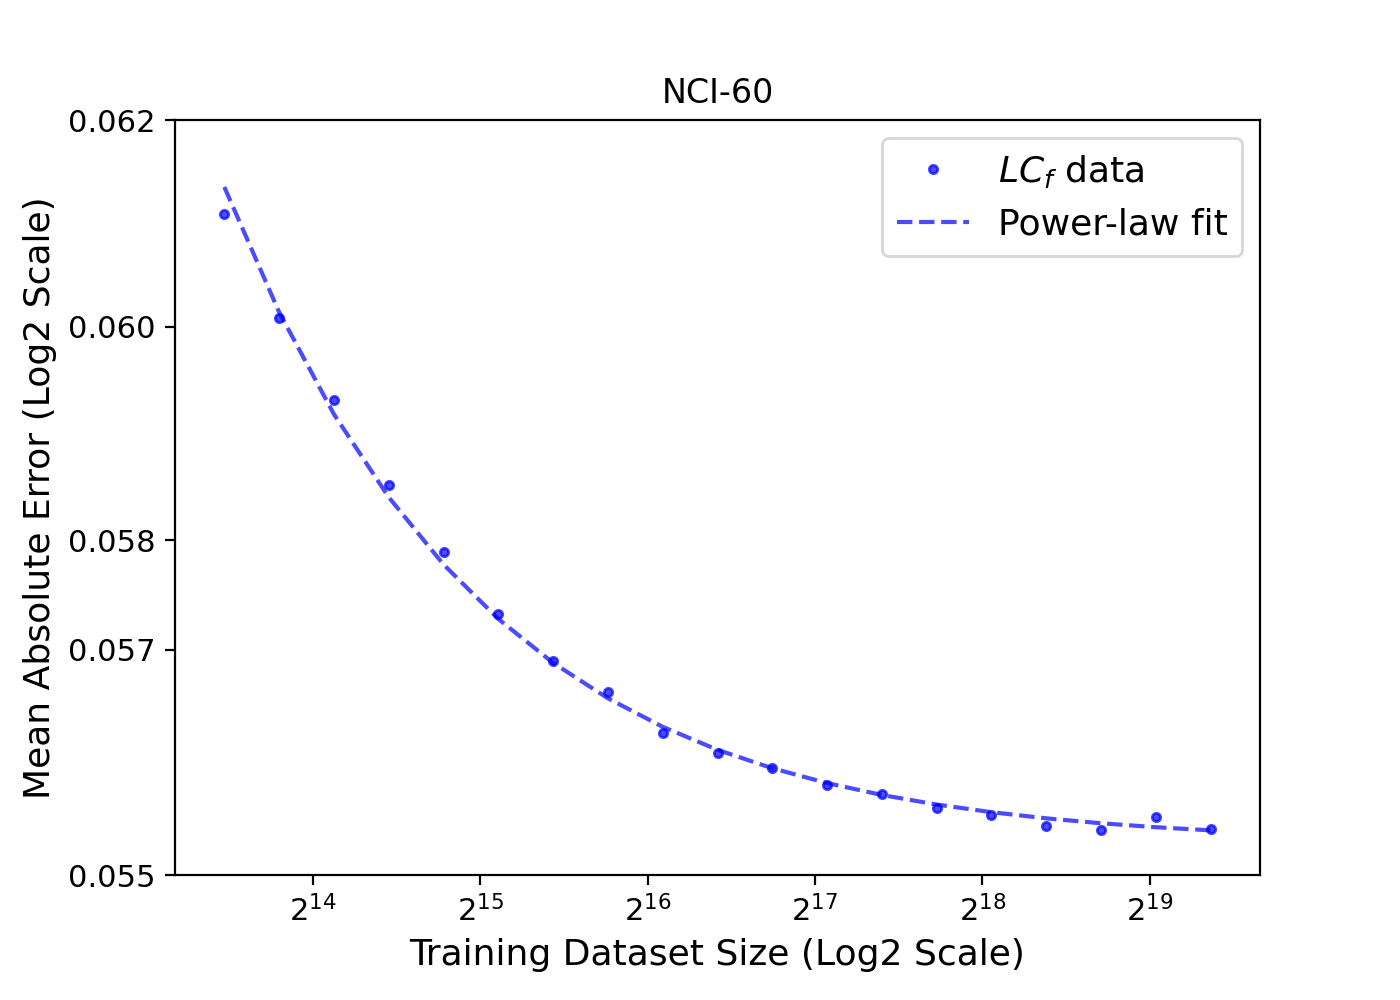 NCI-60
LC_f data
Power-law fit
Mean Absolute Error (Log2 Scale)
0.062
0.060
0.058
0.057
0.055
2^14 2^15 2^16 2^17 2^18 2^19
Training Dataset Size (Log2 Scale)